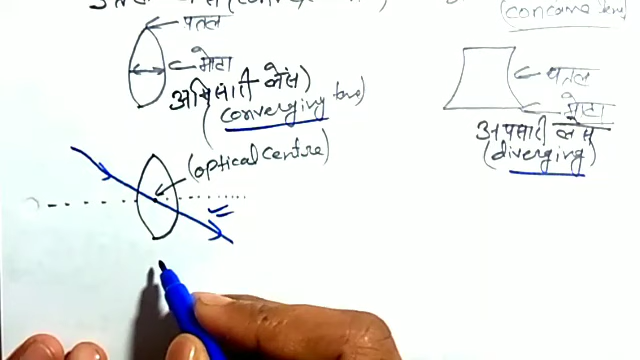 पतला
मोटा
अभिसारी लेंस)
(converging lens)
(optical centre)
(concave lens)
पतला
मोटा
अपसारी लेंस
(diverging)